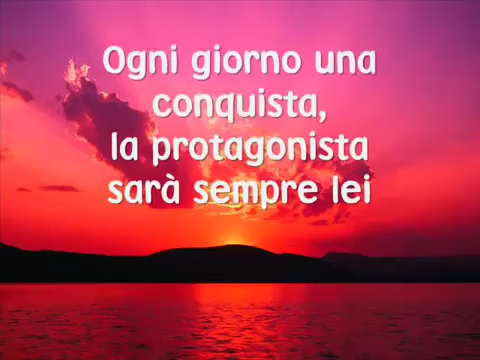 Ogni giorno una
conquista,
la protagonista
sarà sempre lei